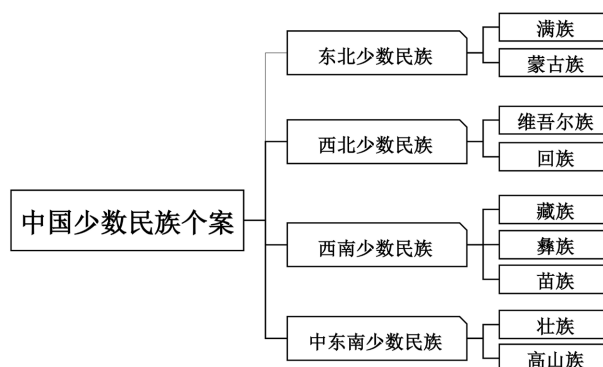 中国少数民族个案
东北少数民族
满族
蒙古族
西北少数民族
维吾尔族
回族
西南少数民族
藏族
彝族
苗族
中东南少数民族
壮族
高山族